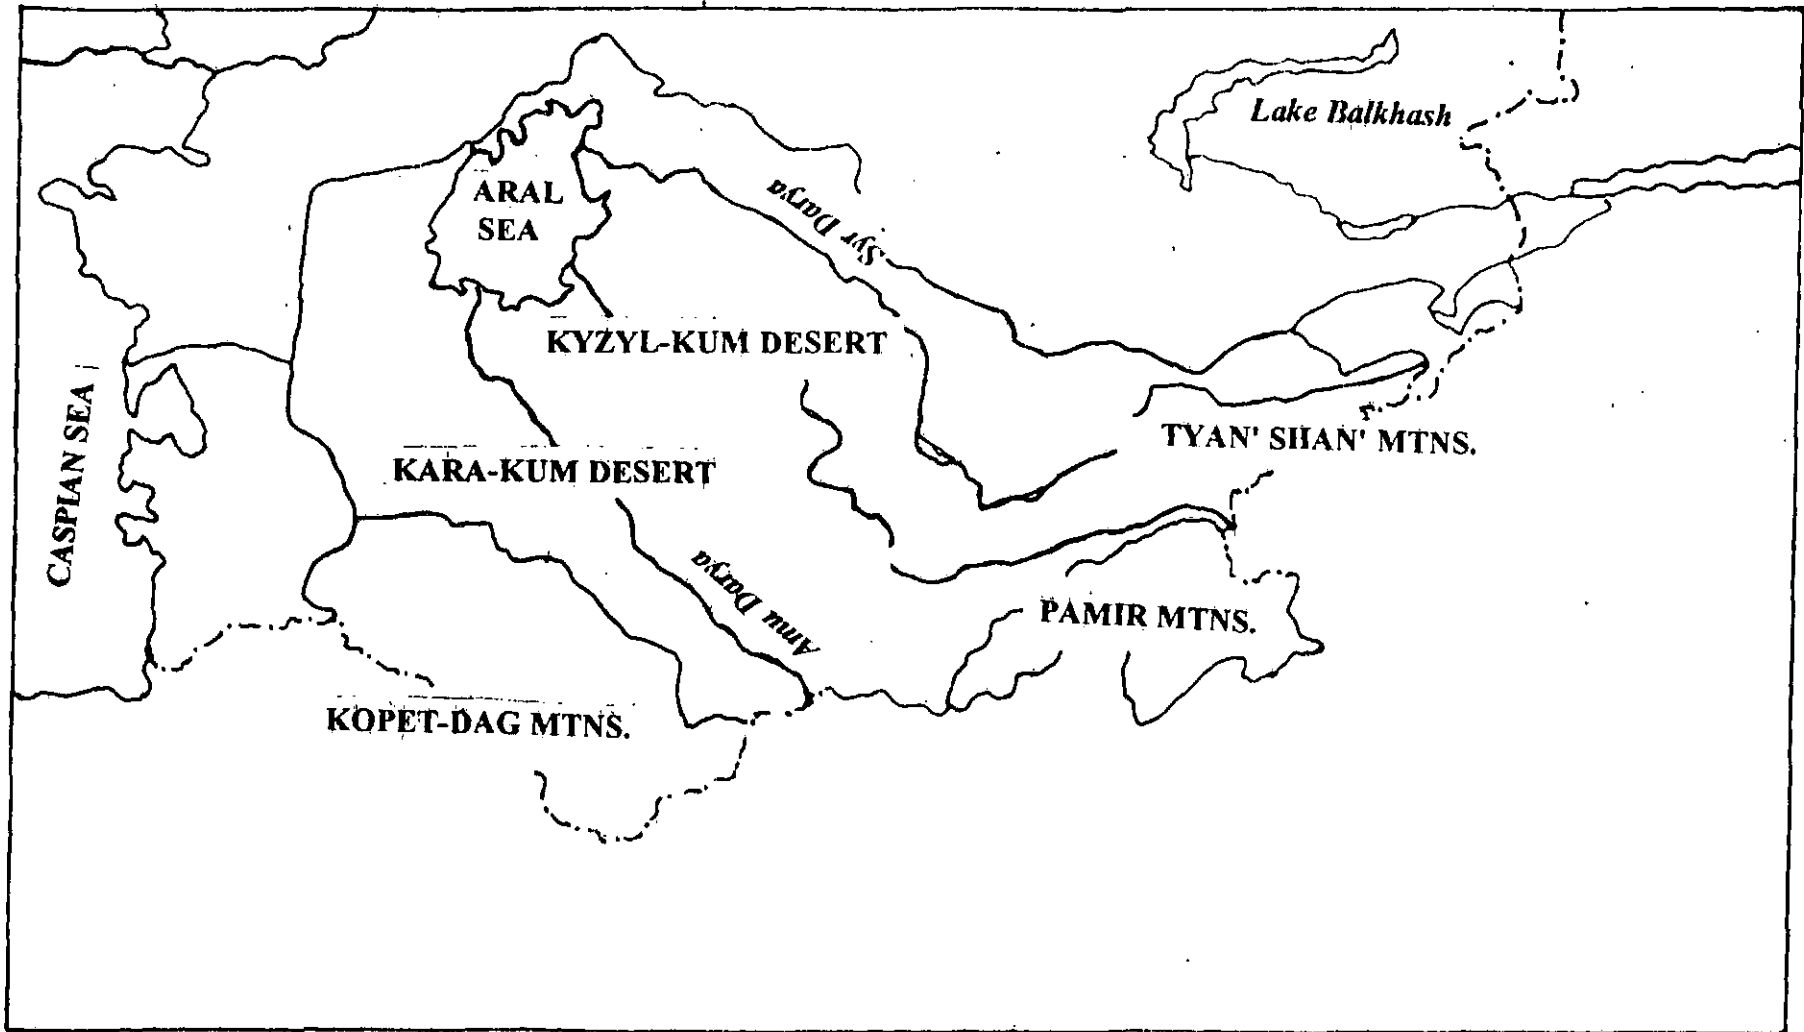 Lake Balkhash
ARAL
SEA
Syr Darya
KYZYL-KUM DESERT
CASPIAN SEA
TYAN' SHAN' MTNS.
KARA-KUM DESERT
Amu Darya
PAMIR MTNS.
KOPET-DAG MTNS.